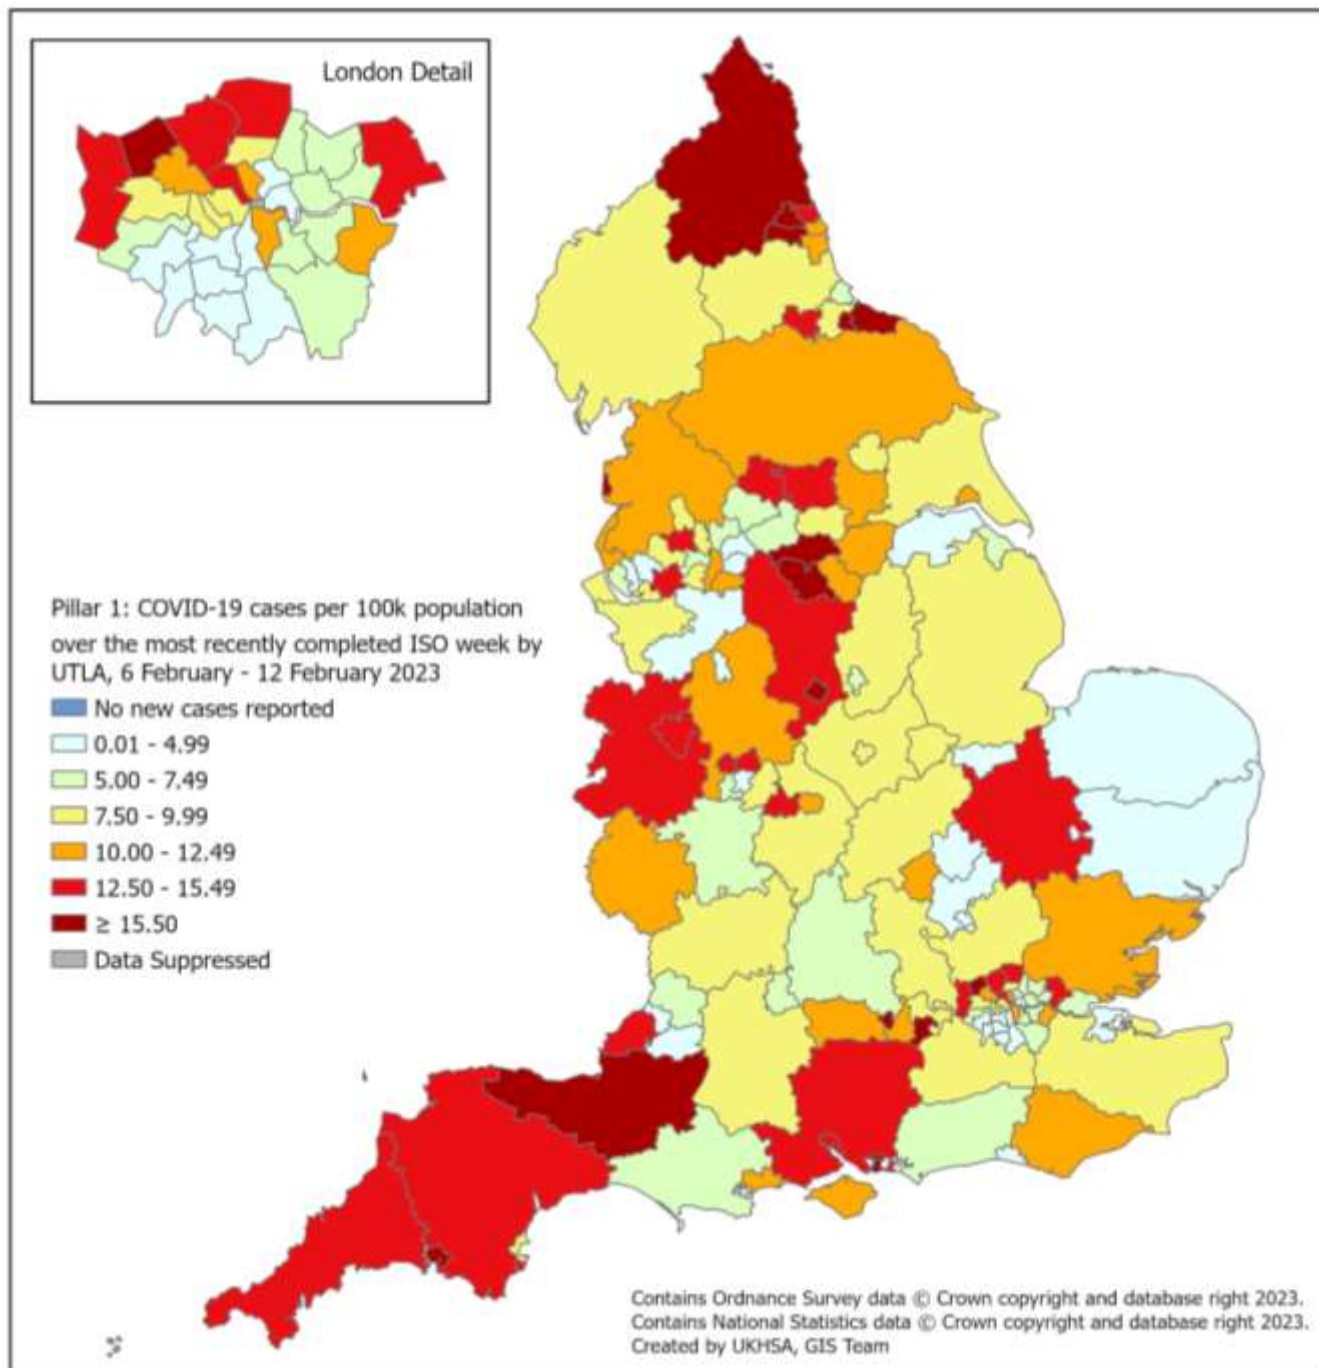 London Detail
Pillar 1: COVID-19 cases per 100k population
over the most recently completed ISO week by
UTLA, 6 February - 12 February 2023
No new cases reported
0.01 - 4.99
5.00 - 7.49
7.50 - 9.99
10.00 - 12.49
12.50 - 15.49
≥ 15.50
Data Suppressed
Contains Ordnance Survey data © Crown copyright and database right 2023.
Contains National Statistics data © Crown copyright and database right 2023.
Created by UKHSA, GIS Team